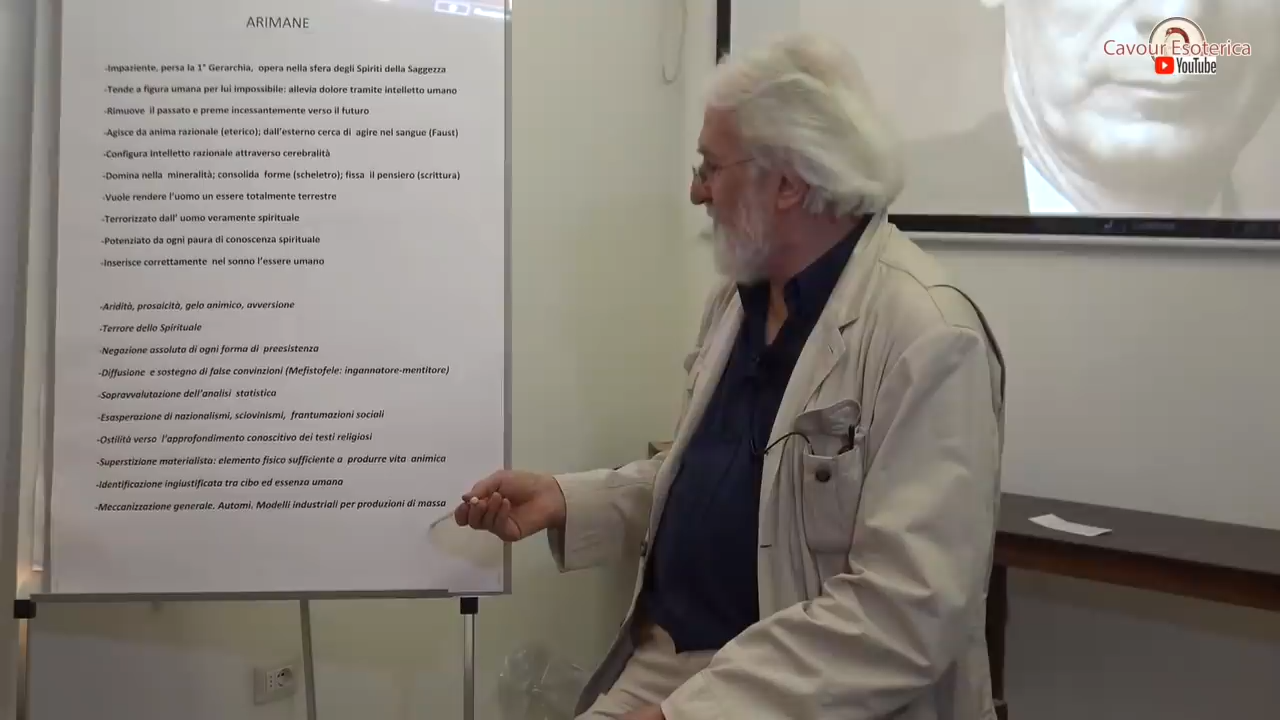 ARIMANE
-Impaziente, persa la 1° Gerarchia, opera nella sfera degli Spiriti della Saggezza
-Tende a figura umana per lui impossibile: allevia dolore tramite intelletto umano
-Rimuove il passato e preme incessantemente verso il futuro
-Agisce da anima razionale (eterico); dall'esterno cerca di agire nel sangue (Faust)
-Configura intelletto razionale attraverso cerebralità
-Domina nella mineralità; consolida forme (scheletro); fissa il pensiero (scrittura)
-Vuole rendere l'uomo un essere totalmente terrestre
-Terrorizzato dall' uomo veramente spirituale
-Potenziato da ogni paura di conoscenza spirituale
-Inserisce correttamente nel sonno l'essere umano
-Aridità, prosaicità, gelo animico, avversione
-Terrore dello Spirituale
-Negazione assoluta di ogni forma di preesistenza
-Diffusione e sostegno di false convinzioni (Mefistofele: ingannatore-mentitore)
-Sopravvalutazione dell'analisi statistica
-Esasperazione di nazionalismi, sciovinismi, frantumazioni sociali
-Ostilità verso l'approfondimento conoscitivo dei testi religiosi
-Superstizione materialista: elemento fisico sufficiente a produrre vita animica
-Identificazione ingiustificata tra cibo ed essenza umana
-Meccanizzazione generale. Automi. Modelli industriali per produzioni di massa
Cavour Esoterica
YouTube